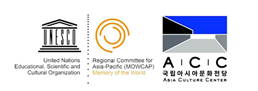 UNESCO
United Nations
Educational, Scientific and
Cultural Organization
Regional Committee for
Asia-Pacific (MOWCAP)
Memory of the World
ACC
국립아시아문화전당
ASIA CULTURE CENTER